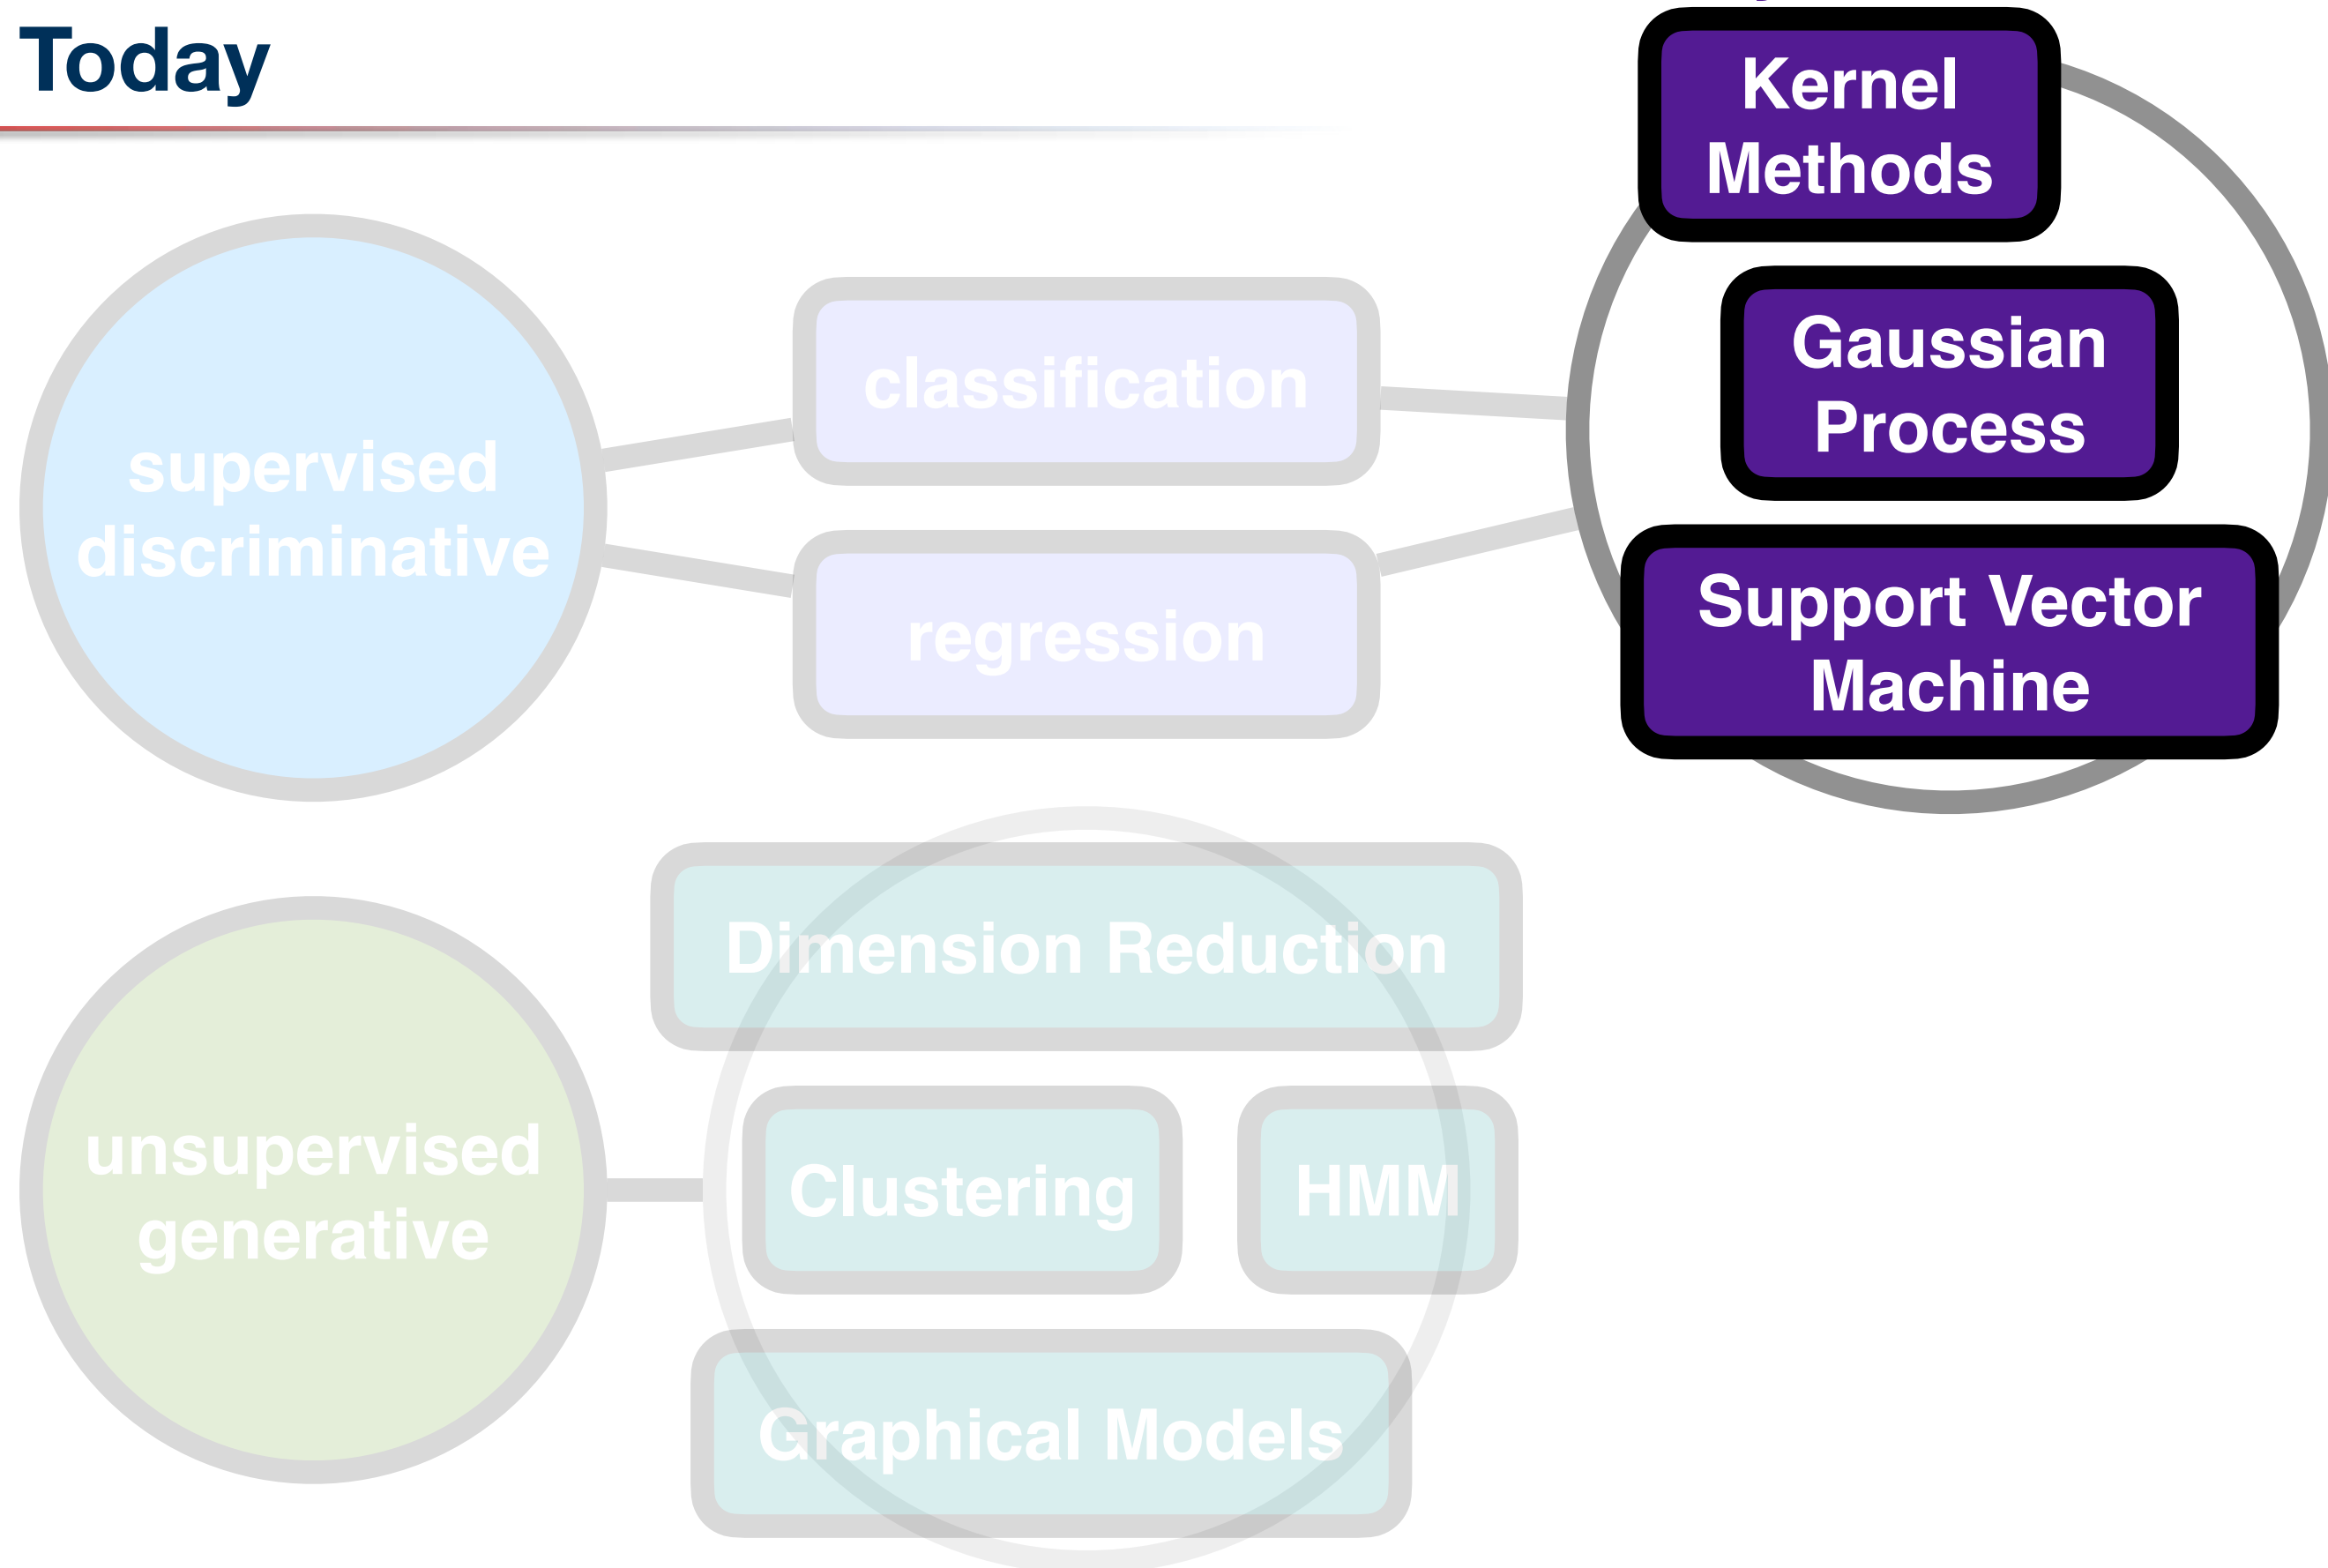 Today
Kernel
Methods
Gaussian
Process
Support Vector
Machine
classification
regression
supervised
discriminative
Dimension Reduction
Clustering
HMM
Graphical Models
unsupervised
generative